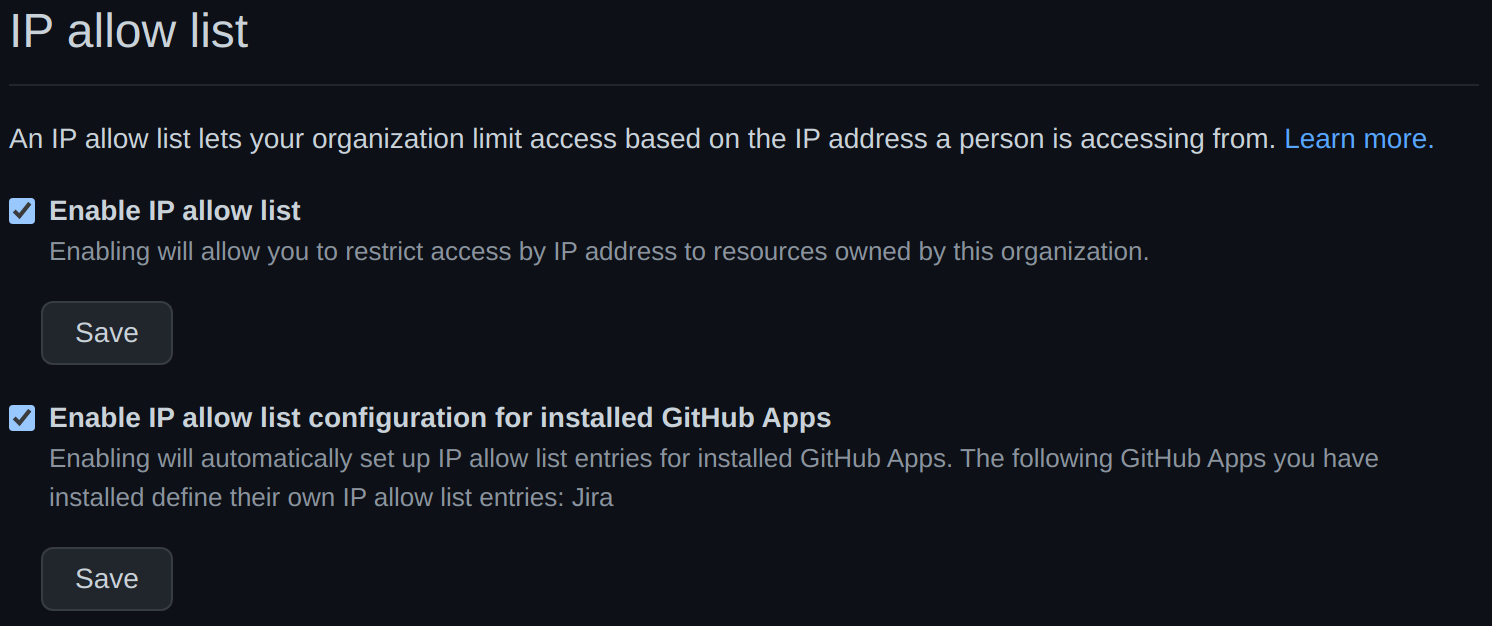 IP allow list
An IP allow list lets your organization limit access based on the IP address a person is accessing from. Learn more.
Enable IP allow list
Enabling will allow you to restrict access by IP address to resources owned by this organization.
Save
Enable IP allow list configuration for installed GitHub Apps
Enabling will automatically set up IP allow list entries for installed GitHub Apps. The following GitHub Apps you have
installed define their own IP allow list entries: Jira
Save